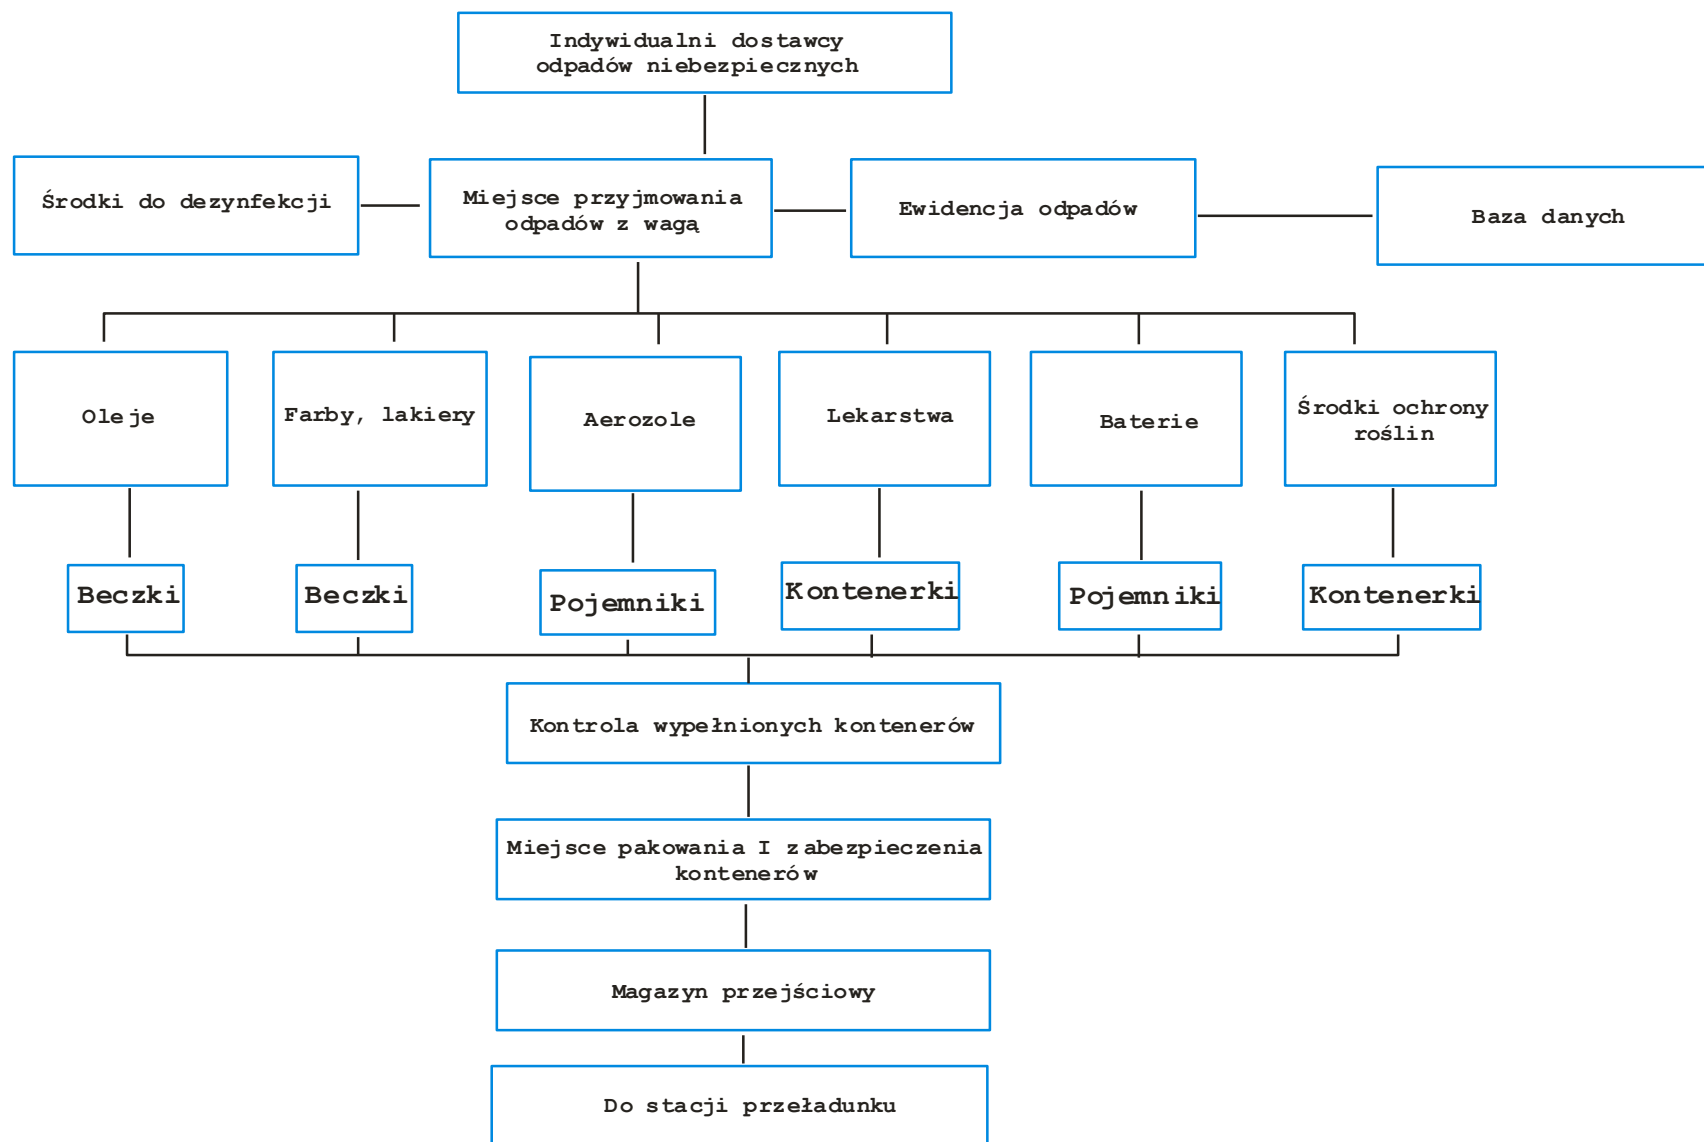 Indywidualni dostawcy
odpadów niebezpiecznych
Środki do dezynfekcji
Miejsce przyjmowania
odpadów z wagą
Ewidencja odpadów
Baza danych
Oleje
Farby, lakiery
Aerozole
Lekarstwa
Baterie
Środki ochrony
roślin
Beczki
Beczki
Pojemniki
Kontenerki
Pojemniki
Kontenerki
Kontrola wypełnionych kontenerów
Miejsce pakowania I zabezpieczenia
kontenerów
Magazyn przejściowy
Do stacji przeładunku